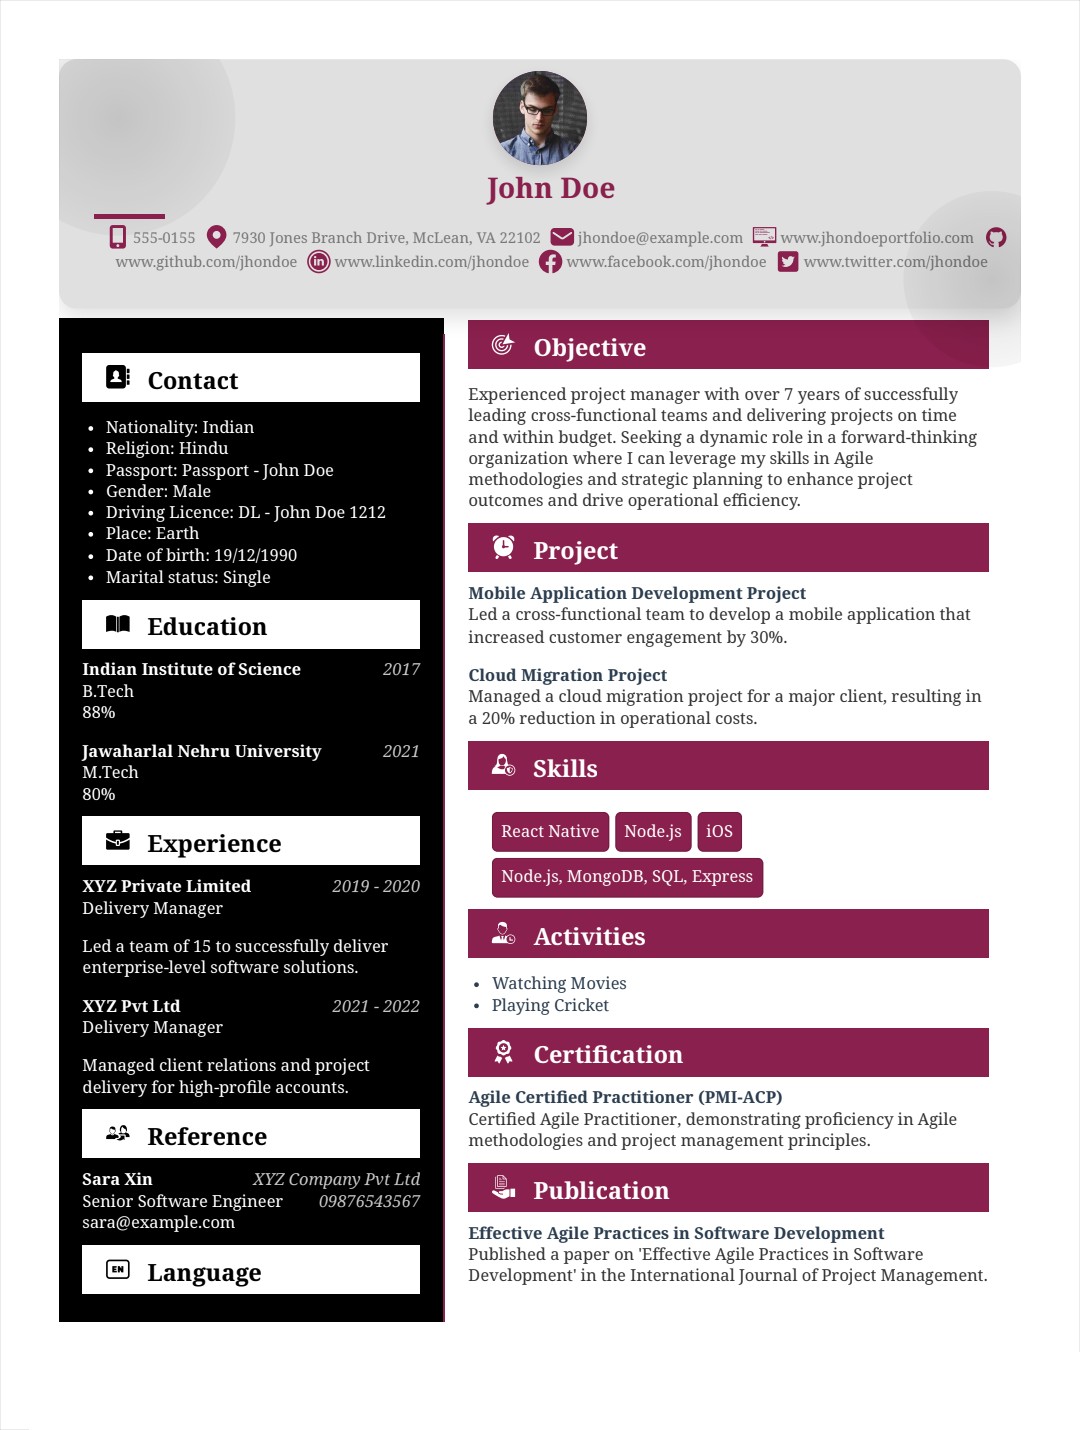 John Doe
555-0155 7930 Jones Branch Drive, McLean, VA 22102 jhondoe@example.com www.jhondoeportfolio.com
www.github.com/jhondoe www.linkedin.com/jhondoe www.facebook.com/jhondoe www.twitter.com/jhondoe
Contact
Nationality: Indian
Religion: Hindu
Passport: Passport - John Doe
Gender: Male
Driving Licence: DL - John Doe 1212
Place: Earth
Date of birth: 19/12/1990
Marital status: Single
Education
Indian Institute of Science 2017
B.Tech
88%
Jawaharlal Nehru University 2021
M.Tech
80%
Experience
XYZ Private Limited 2019 - 2020
Delivery Manager
Led a team of 15 to successfully deliver
enterprise-level software solutions.
XYZ Pvt Ltd 2021 - 2022
Delivery Manager
Managed client relations and project
delivery for high-profile accounts.
Reference
Sara Xin XYZ Company Pvt Ltd
Senior Software Engineer 09876543567
sara@example.com
EN Language
Objective
Experienced project manager with over 7 years of successfully
leading cross-functional teams and delivering projects on time
and within budget. Seeking a dynamic role in a forward-thinking
organization where I can leverage my skills in Agile
methodologies and strategic planning to enhance project
outcomes and drive operational efficiency.
Project
Mobile Application Development Project
Led a cross-functional team to develop a mobile application that
increased customer engagement by 30%.
Cloud Migration Project
Managed a cloud migration project for a major client, resulting in
a 20% reduction in operational costs.
Skills
React Native Node.js iOS
Node.js, MongoDB, SQL, Express
Activities
Watching Movies
Playing Cricket
Certification
Agile Certified Practitioner (PMI-ACP)
Certified Agile Practitioner, demonstrating proficiency in Agile
methodologies and project management principles.
Publication
Effective Agile Practices in Software Development
Published a paper on 'Effective Agile Practices in Software
Development' in the International Journal of Project Management.